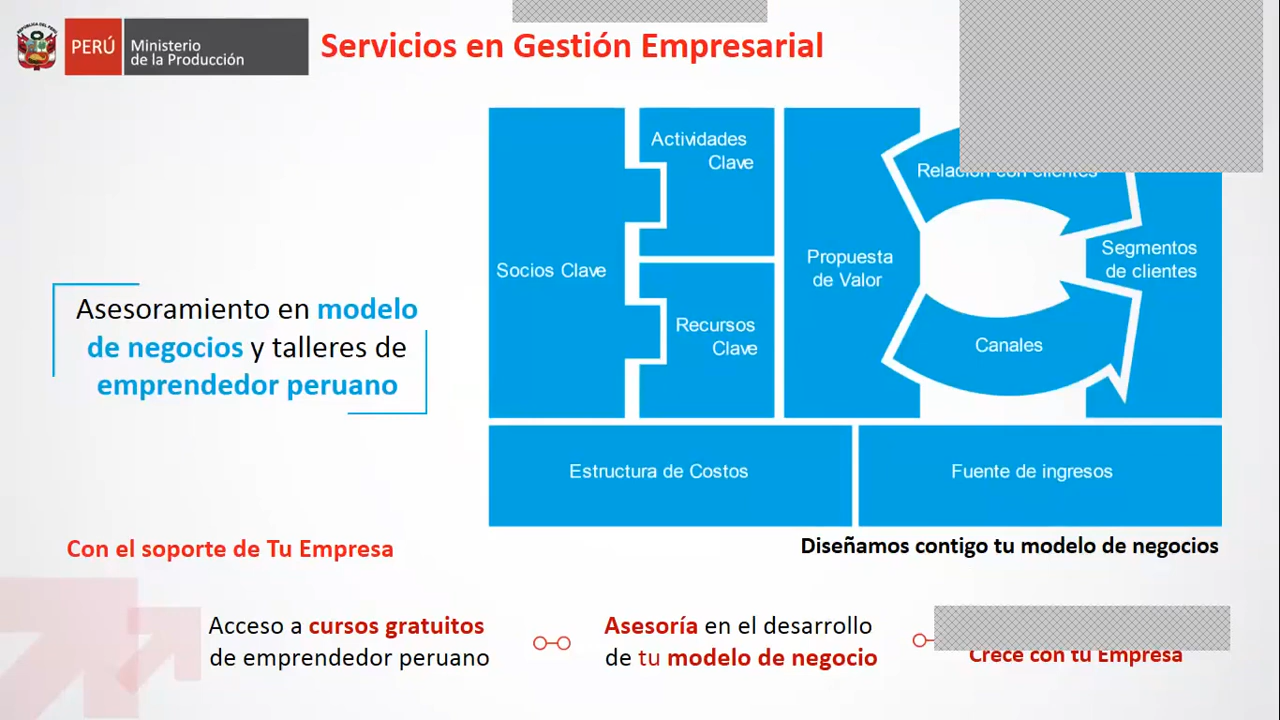 PERÚ
Ministerio
de la Producción
Servicios en Gestión Empresarial
Actividades
Clave
Relación con clientes
Socios Clave
Propuesta
de Valor
Segmentos
de clientes
Recursos
Clave
Canales
Estructura de Costos
Fuente de ingresos
Asesoramiento en modelo
de negocios y talleres de
emprendedor peruano
Con el soporte de Tu Empresa
Diseñamos contigo tu modelo de negocios
Acceso a cursos gratuitos
de emprendedor peruano
Asesoría en el desarrollo
de tu modelo de negocio
Crece con tu Empresa